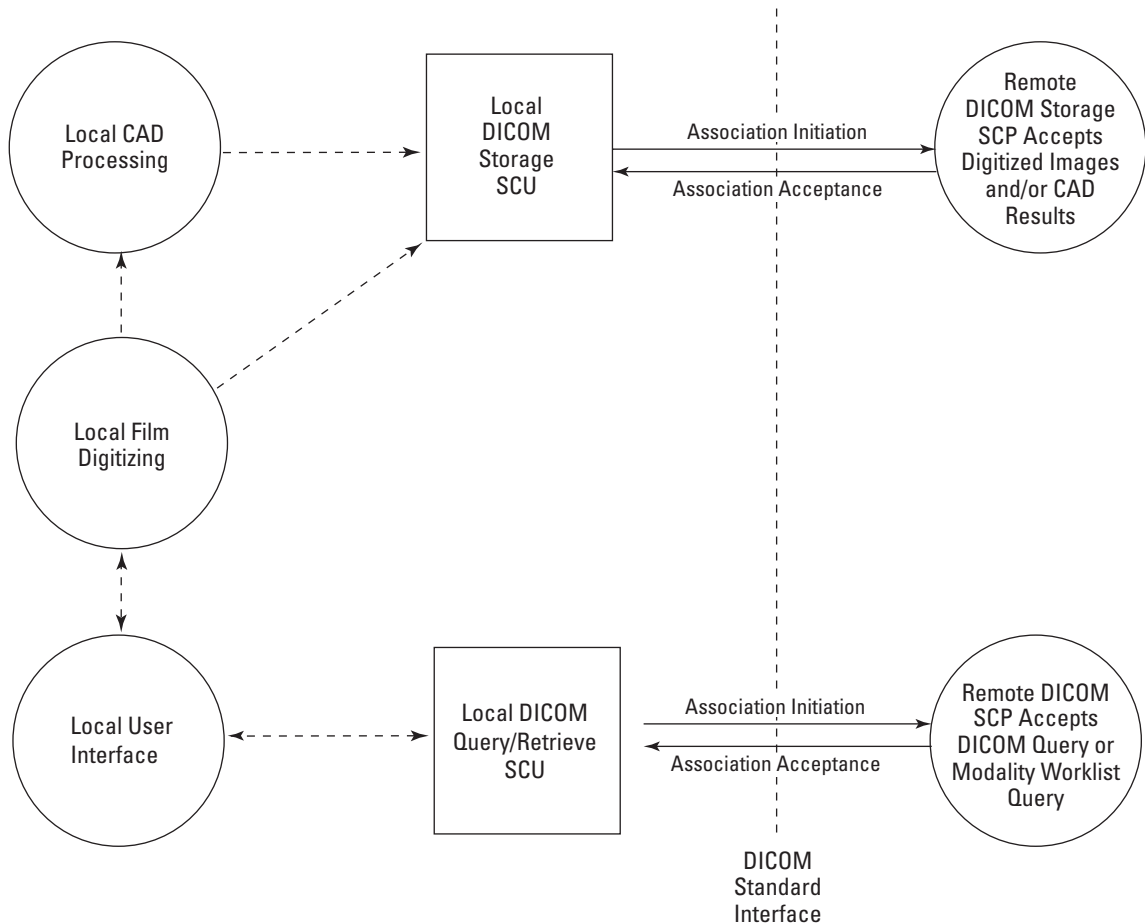 Local CAD
Processing
Local
DICOM
Storage
SCU
Association Initiation
Association Acceptance
Remote
DICOM Storage
SCP Accepts
Digitized Images
and/or CAD
Results
Local Film
Digitizing
Local User
Interface
Local DICOM
Query/Retrieve
SCU
Association Initiation
Association Acceptance
Remote DICOM
SCP Accepts
DICOM Query or
Modality Worklist
Query
DICOM
Standard
Interface